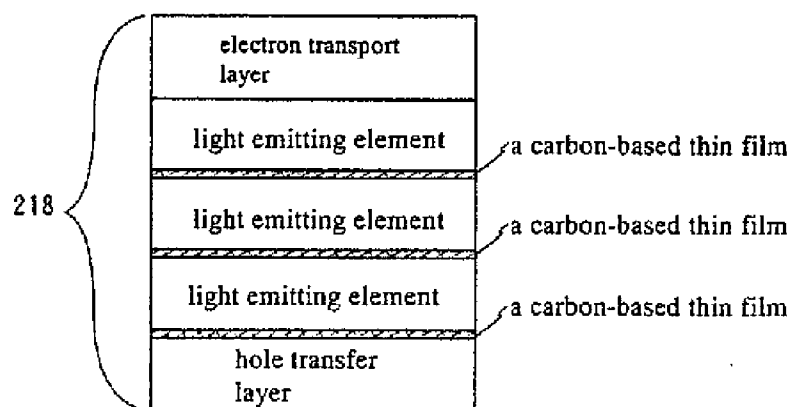 electron transport
layer
light emitting element
a carbon-based thin film
218
light emitting element
a carbon-based thin film
light emitting element
a carbon-based thin film
hole transfer
layer